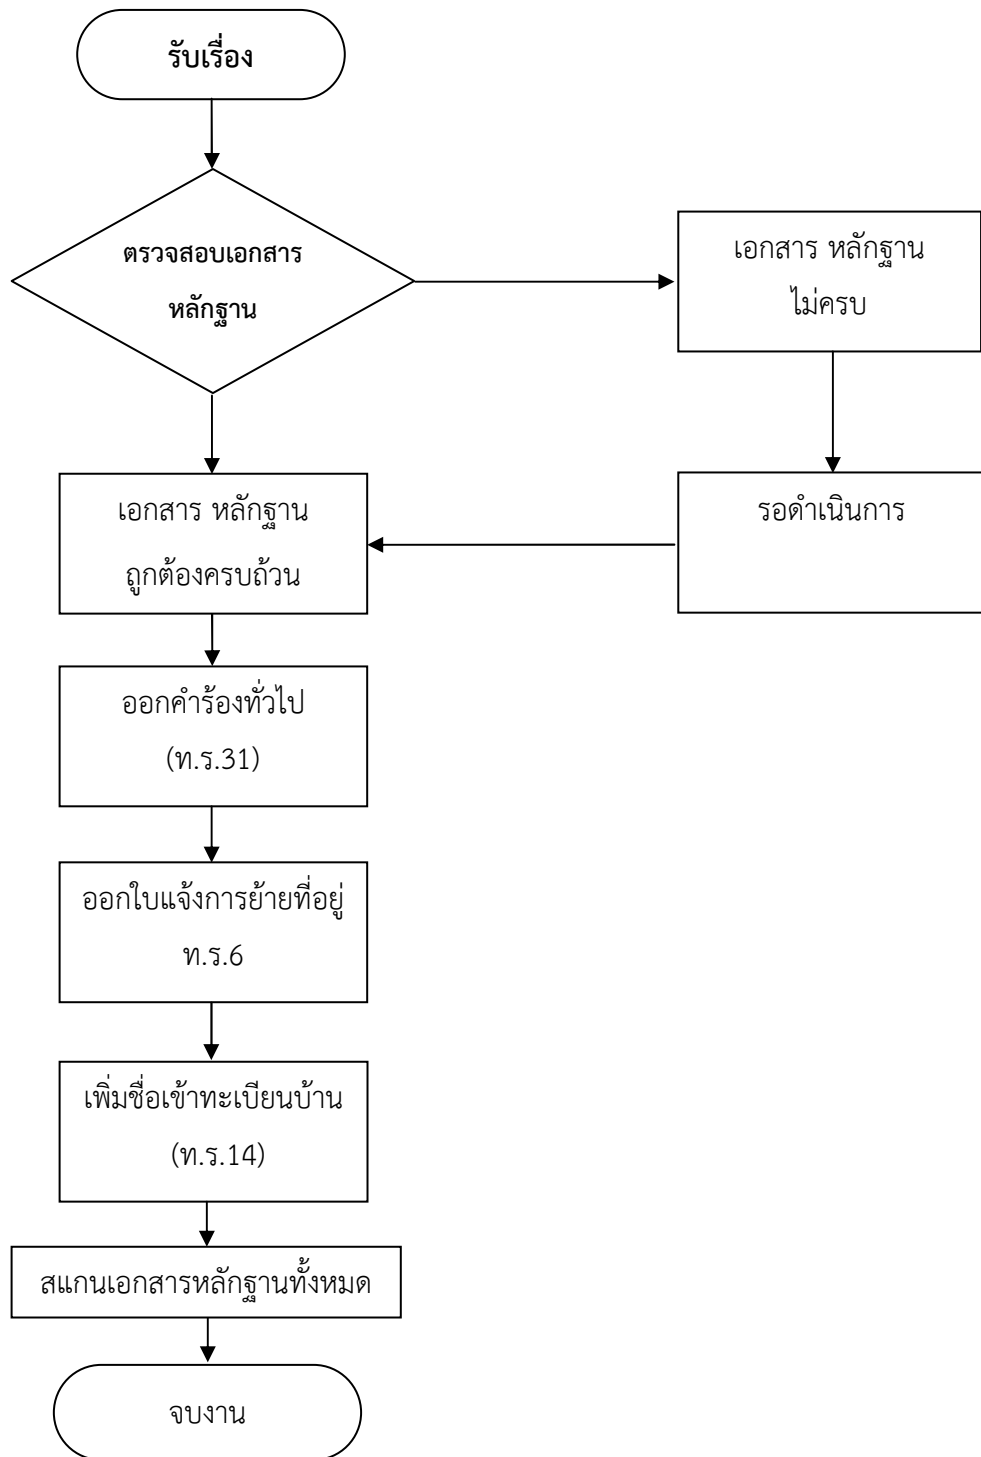 รับเรื่อง
ตรวจสอบเอกสาร
หลักฐาน
เอกสาร หลักฐาน
ไม่ครบ
เอกสาร หลักฐาน
ถูกต้องครบถ้วน
รอดำเนินการ
ออกคำร้องทั่วไป
(ท.ร.31)
ออกใบแจ้งการย้ายที่อยู่
ท.ร.6
เพิ่มชื่อเข้าทะเบียนบ้าน
(ท.ร.14)
สแกนเอกสารหลักฐานทั้งหมด
จบงาน